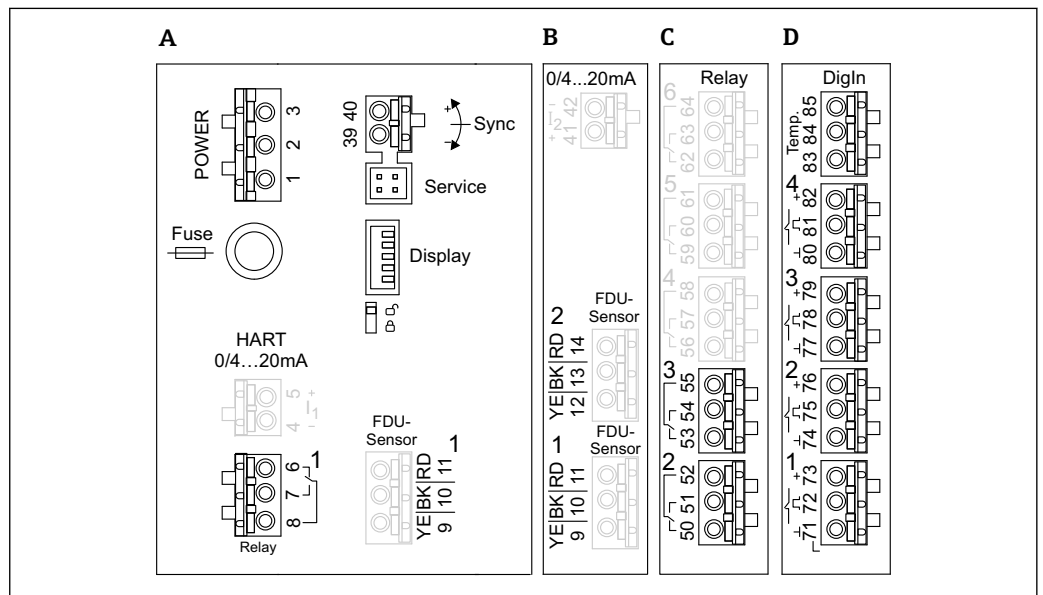 A
POWER
3
2
1
39 40
+
−
Sync
Service
Fuse
Display
HART
0/4...20mA
5
4
+
I1
-
6
7
8
1
Relay
FDU-
Sensor
1
YE|BK|RD
9 | 10 | 11
B
0/4...20mA
-
I2
+
41 42
FDU-
Sensor
2
YE|BK|RD
12 | 13 | 14
FDU-
Sensor
1
YE|BK|RD
9 | 10 | 11
C
Relay
6
62 63 64
5
59 60 61
4
56 57 58
3
53 54 55
2
50 51 52
D
DigIn
Temp.
83 84 85
4
80 81 82
+
3
77 78 79
+
2
74 75 76
+
1
71 72 73
+